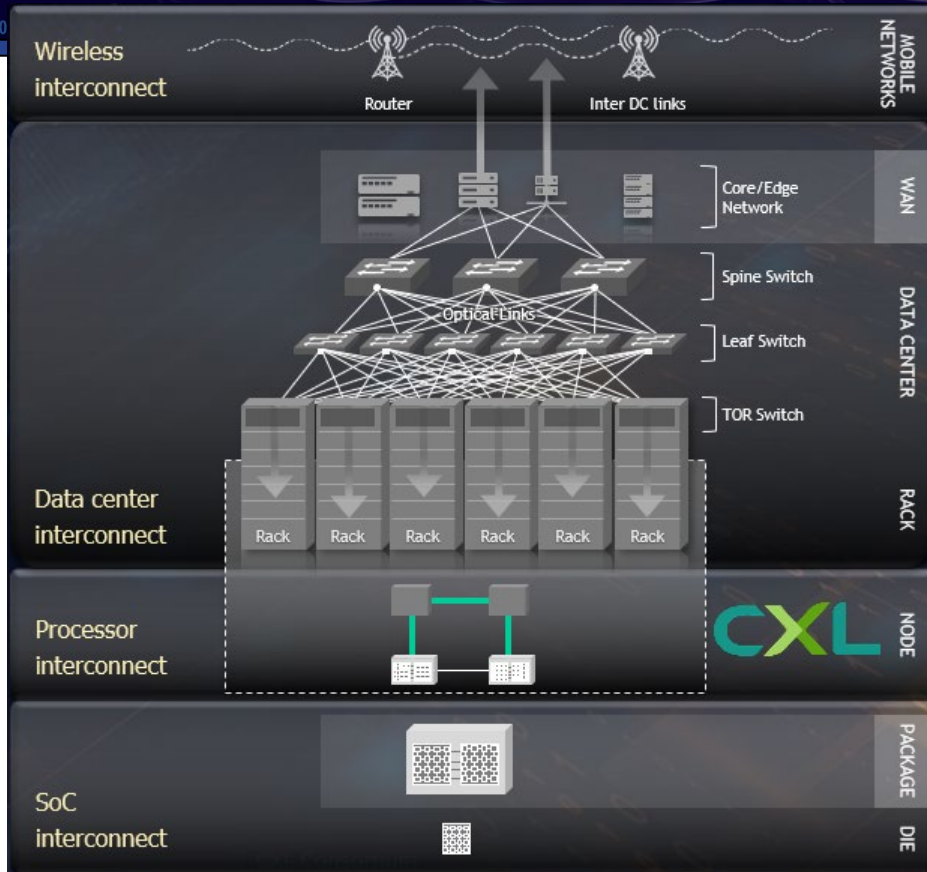 0
Wireless
interconnect
Router
Inter DC links
MOBILE
NETWORKS
Core/Edge
Network
WAN
Spine Switch
Optical Links
Leaf Switch
DATA CENTER
TOR Switch
Data center
interconnect
Rack
Rack
Rack
Rack
Rack
Rack
RACK
Processor
interconnect
CXL
NODE
PACKAGE
SoC
interconnect
DIE